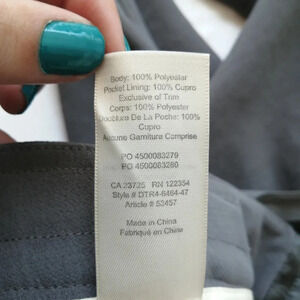 Body: 100% Polyester
Pocket Lining: 100% Cupro
Exclusive of Trim
Corps: 100% Polyester
Doublure De La Poche: 100%
Cupro
Aucune Garniture Comprise
PO 4500083279
PO 4500083280
CA 23725 RN 122354
Style # DTR4-6464-47
Article # 53457
Made in China
Fabriqué en Chine